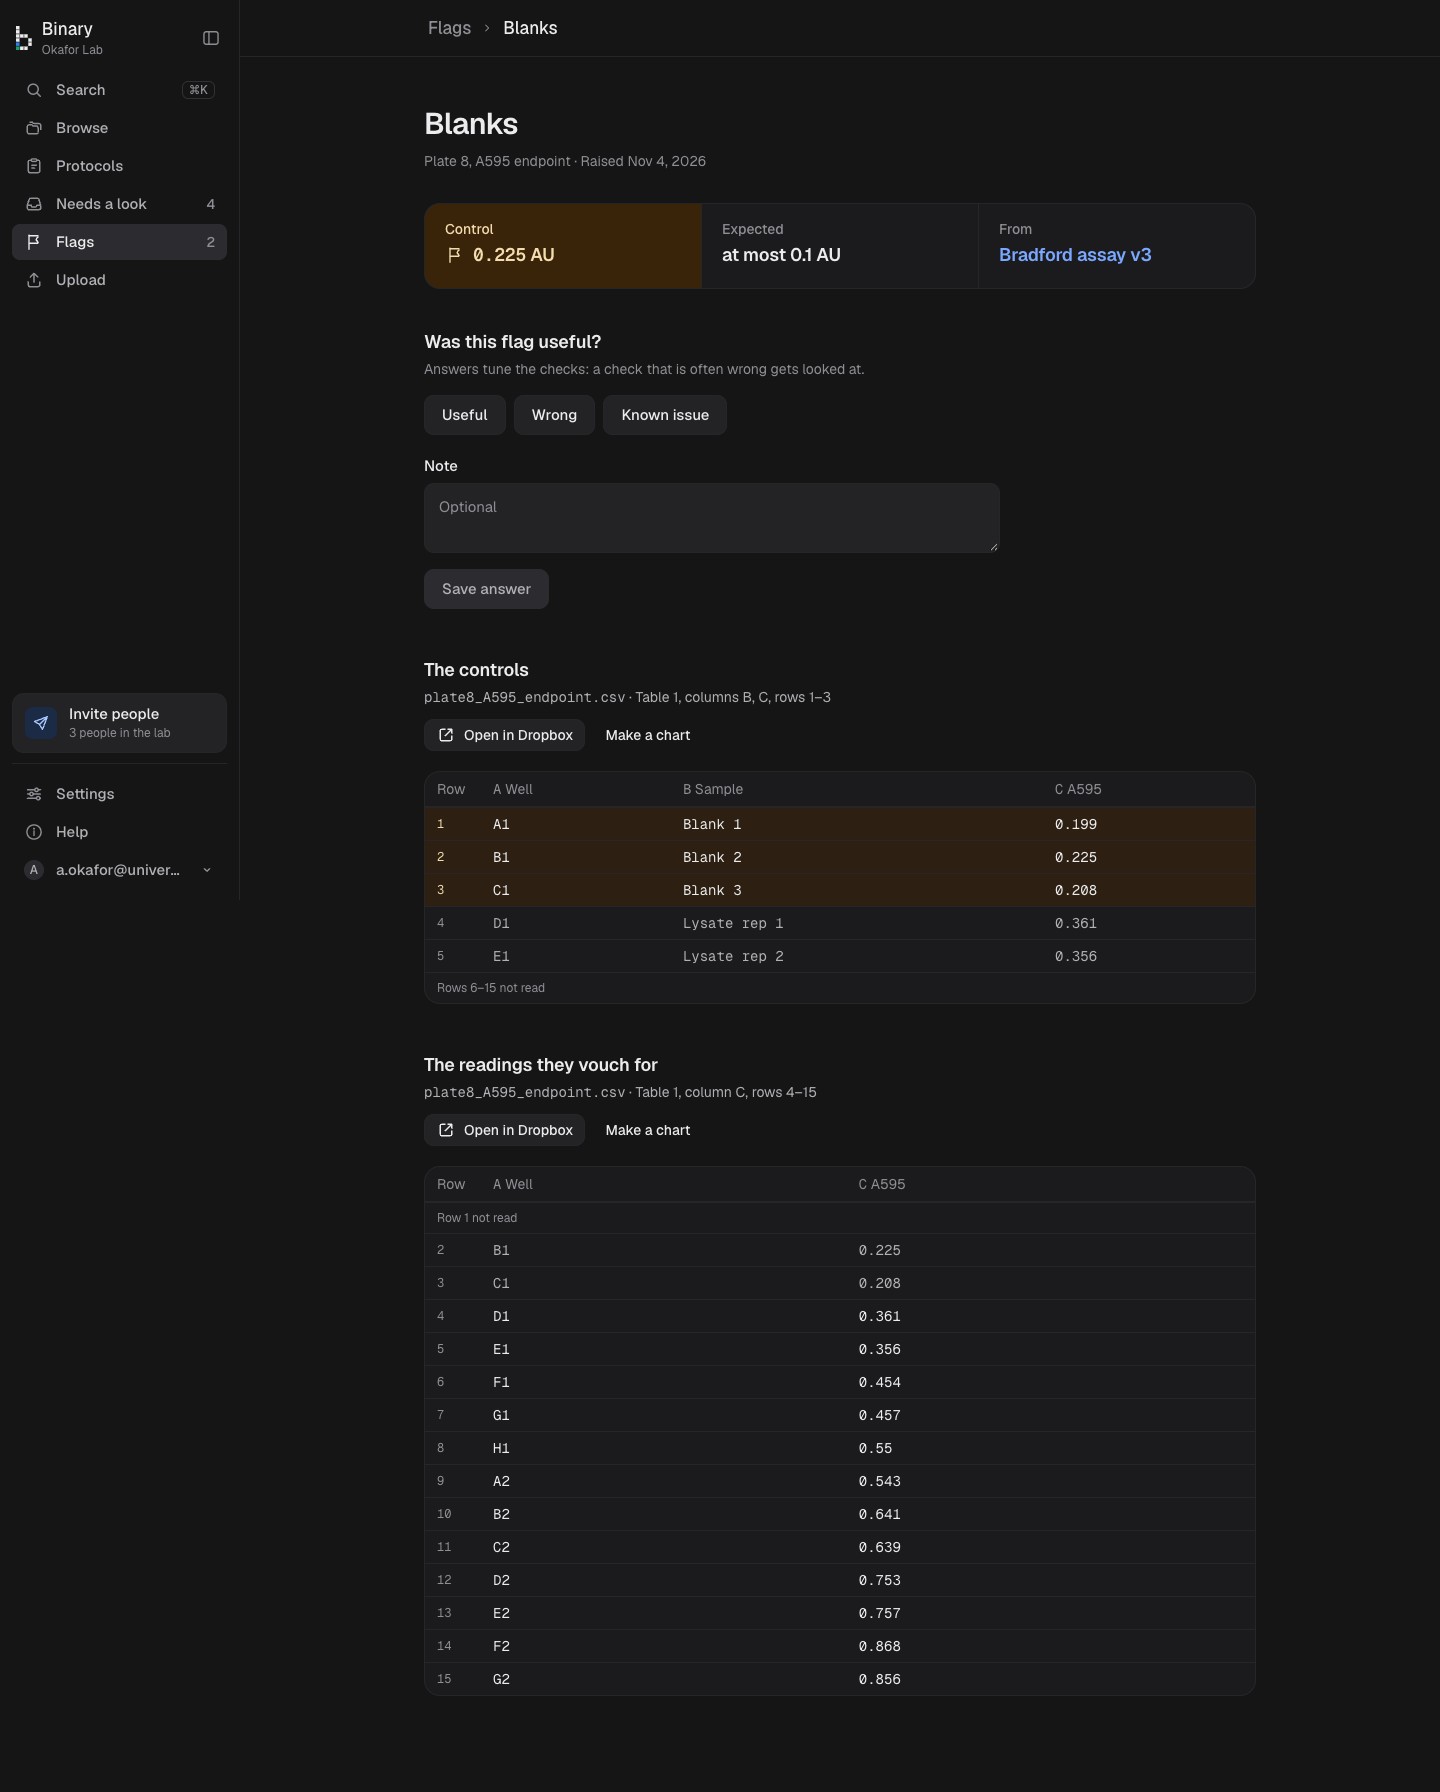 Binary
Okafor Lab
Search ⌘K
Browse
Protocols
Needs a look 4
Flags 2
Upload
Invite people
3 people in the lab
Settings
Help
A a.okafor@univer...
Flags > Blanks
Blanks
Plate 8, A595 endpoint · Raised Nov 4, 2026
Control
0.225 AU
Expected
at most 0.1 AU
From
Bradford assay v3
Was this flag useful?
Answers tune the checks: a check that is often wrong gets looked at.
Useful Wrong Known issue
Note
Optional
Save answer
The controls
plate8_A595_endpoint.csv · Table 1, columns B, C, rows 1–3
Open in Dropbox Make a chart
Row A Well B Sample C A595
1 A1 Blank 1 0.199
2 B1 Blank 2 0.225
3 C1 Blank 3 0.208
4 D1 Lysate rep 1 0.361
5 E1 Lysate rep 2 0.356
Rows 6–15 not read
The readings they vouch for
plate8_A595_endpoint.csv · Table 1, column C, rows 4–15
Open in Dropbox Make a chart
Row A Well C A595
Row 1 not read
2 B1 0.225
3 C1 0.208
4 D1 0.361
5 E1 0.356
6 F1 0.454
7 G1 0.457
8 H1 0.55
9 A2 0.543
10 B2 0.641
11 C2 0.639
12 D2 0.753
13 E2 0.757
14 F2 0.868
15 G2 0.856